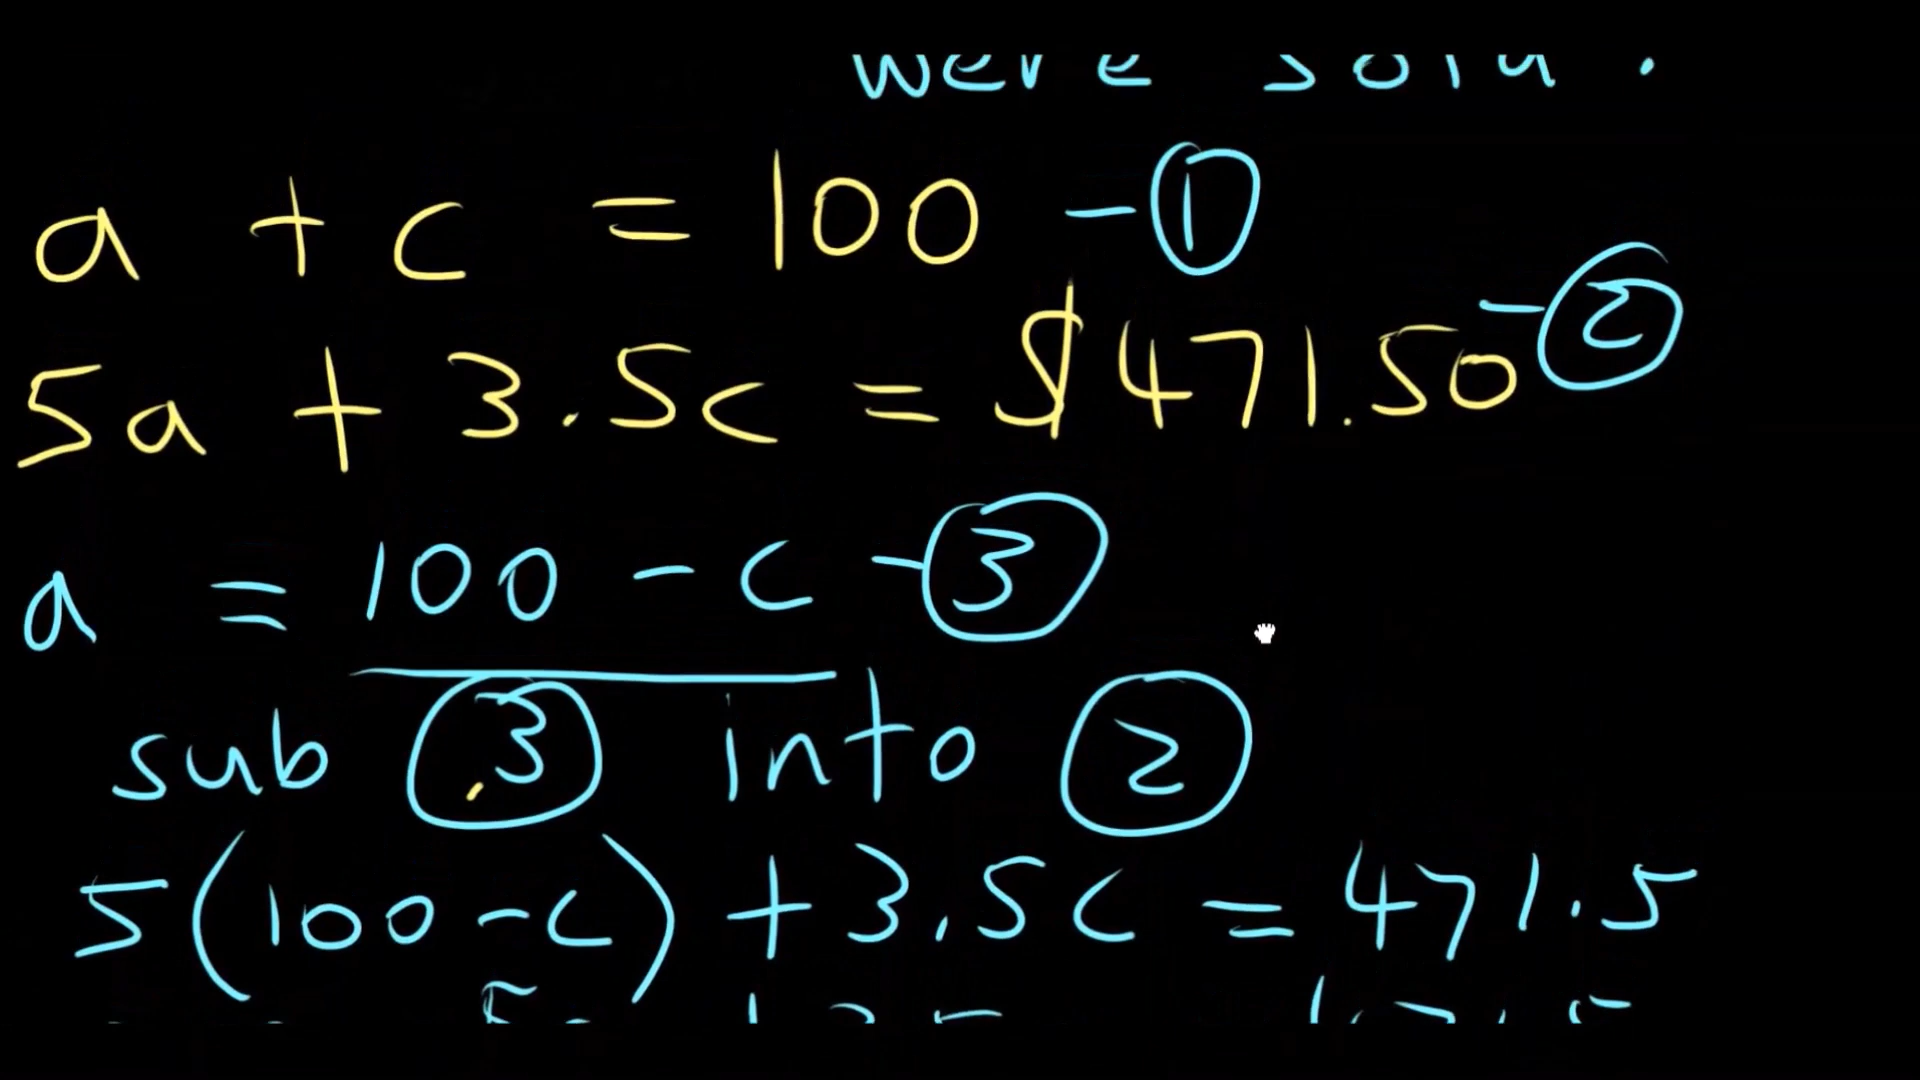 were sold.
a + c = 100 - ①
5a + 3.5c = $471.50 - ②
a = 100 - c - ③
sub ③ into ②
5(100-c) + 3.5c = 471.5